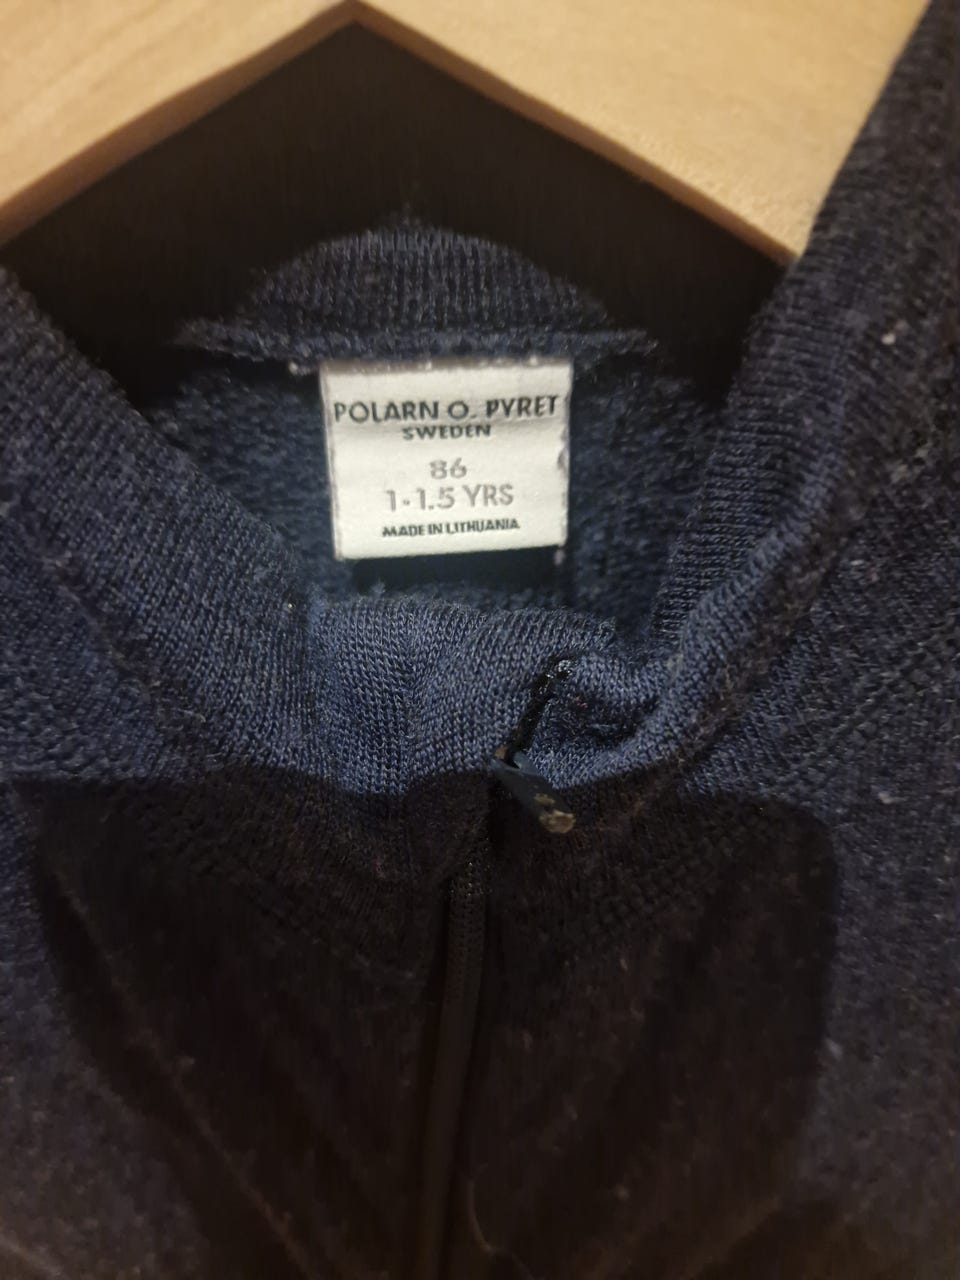 POLARN O. PYRET
SWEDEN
86
1-1.5 YRS
MADE IN LITHUANIA